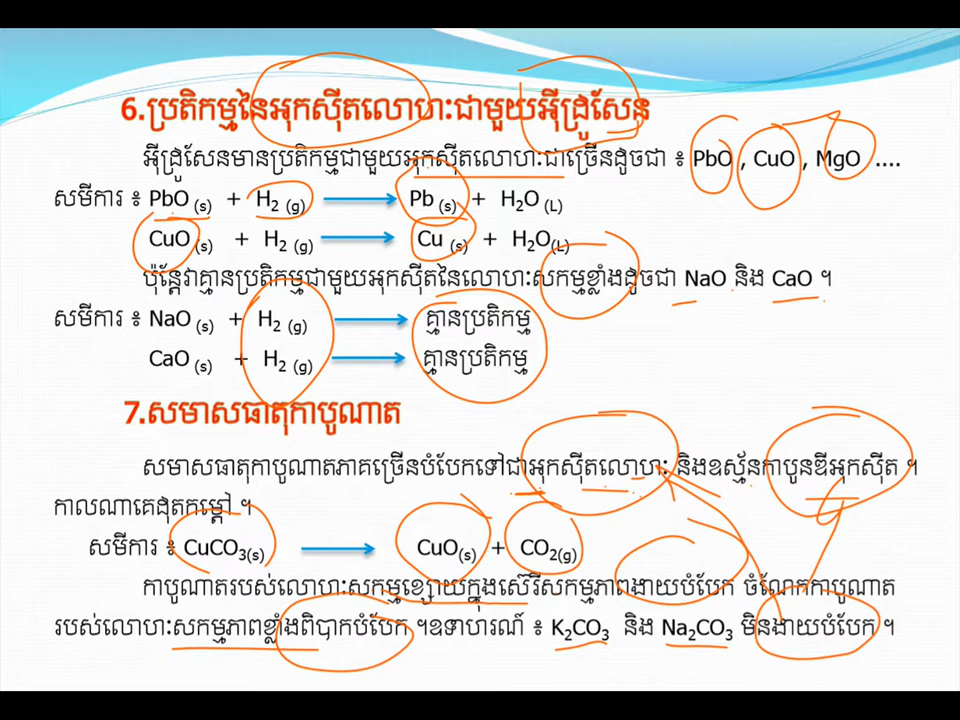 6.ប្រតិកម្មនៃអុកស៊ីតលោហៈជាមួយអ៊ីដ្រូសែន
អ៊ីដ្រូសែនមានប្រតិកម្មជាមួយអុកស៊ីតលោហៈជាច្រើនដូចជា ៖ PbO , CuO , MgO ....
សមីការ ៖ PbO (s) + H2 (g) → Pb (s) + H2O (L)
CuO (s) + H2 (g) → Cu (s) + H2O(L)
ប៉ុន្តែវាគ្មានប្រតិកម្មជាមួយអុកស៊ីតនៃលោហៈសកម្មខ្លាំងដូចជា NaO និង CaO ។
សមីការ ៖ NaO (s) + H2 (g) → គ្មានប្រតិកម្ម
CaO (s) + H2 (g) → គ្មានប្រតិកម្ម
7.សមាសធាតុកាបូណាត
សមាសធាតុកាបូណាតភាគច្រើនបំបែកទៅជាអុកស៊ីតលោហៈ និងឧស្ម័នកាបូនឌីអុកស៊ីត ។
កាលណាគេដុតកម្តៅ ។
សមីការ ៖ CuCO3(s) → CuO(s) + CO2(g)
កាបូណាតរបស់លោហៈសកម្មខ្សោយក្នុងស៊េរីសកម្មភាពងាយបំបែក ចំណែកកាបូណាត
របស់លោហៈសកម្មភាពខ្លាំងពិបាកបំបែក ។ឧទាហរណ៍ ៖ K2CO3 និង Na2CO3 មិនងាយបំបែក ។